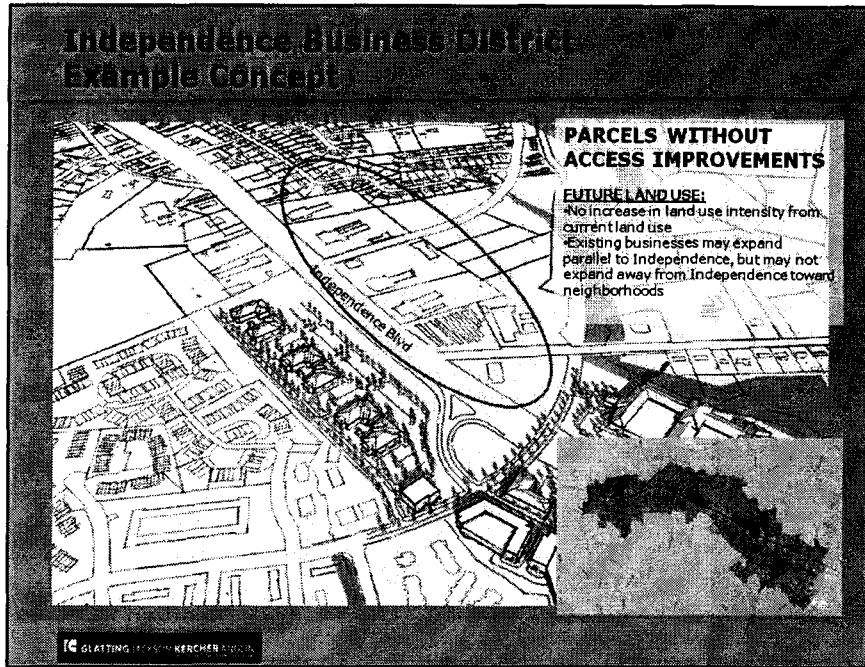 Independence Business District
Example Concept
PARCELS WITHOUT
ACCESS IMPROVEMENTS
FUTURE LAND USE:
•No increase in land use intensity from
current land use
•Existing businesses may expand
parallel to Independence, but may not
expand away from Independence toward
neighborhoods
Independence Blvd
GLATTING JACKSON KERCHER ANGLIN